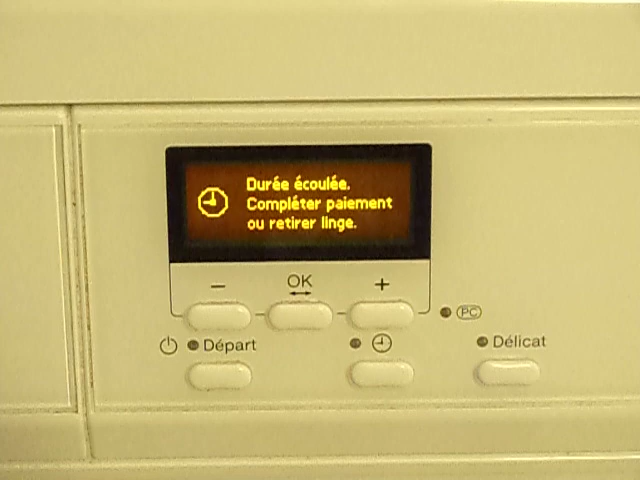 Durée écoulée.
Compléter paiement
ou retirer linge.
− OK +
PC
Départ
Délicat